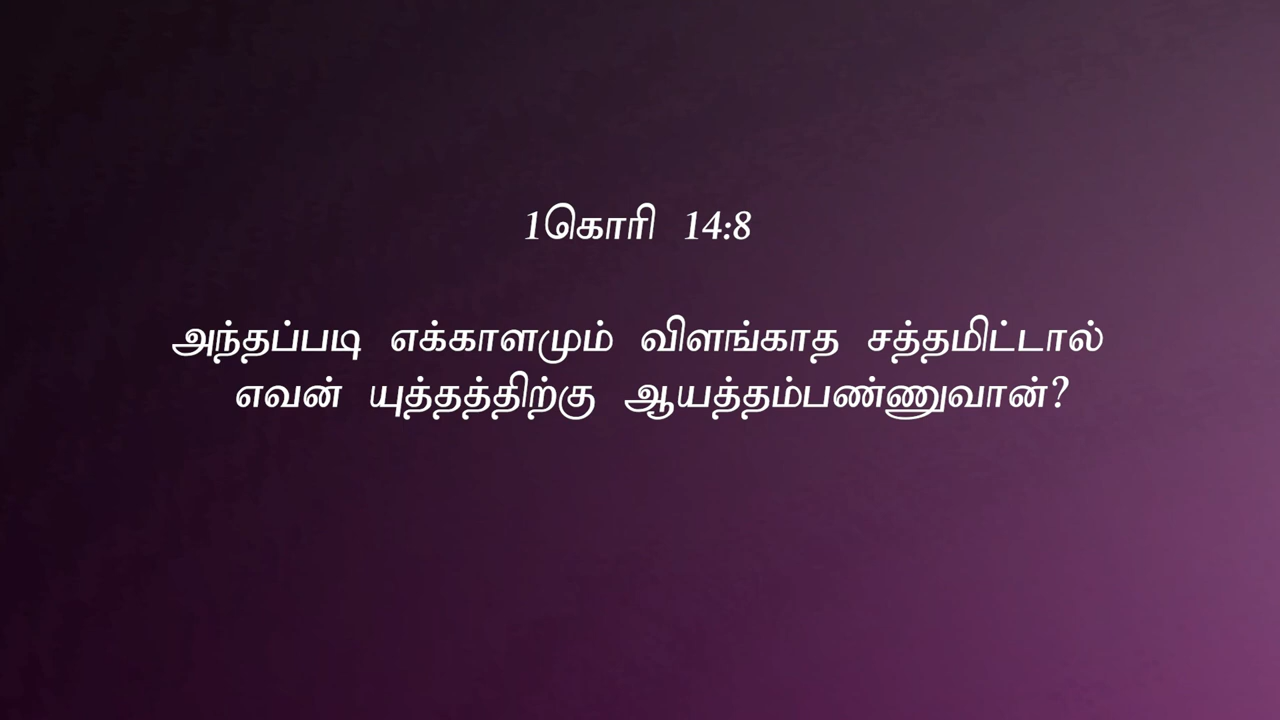 1கொரி 14:8
அந்தப்படி எக்காளமும் விளங்காத சத்தமிட்டால்
எவன் யுத்தத்திற்கு ஆயத்தம்பண்ணுவான்?